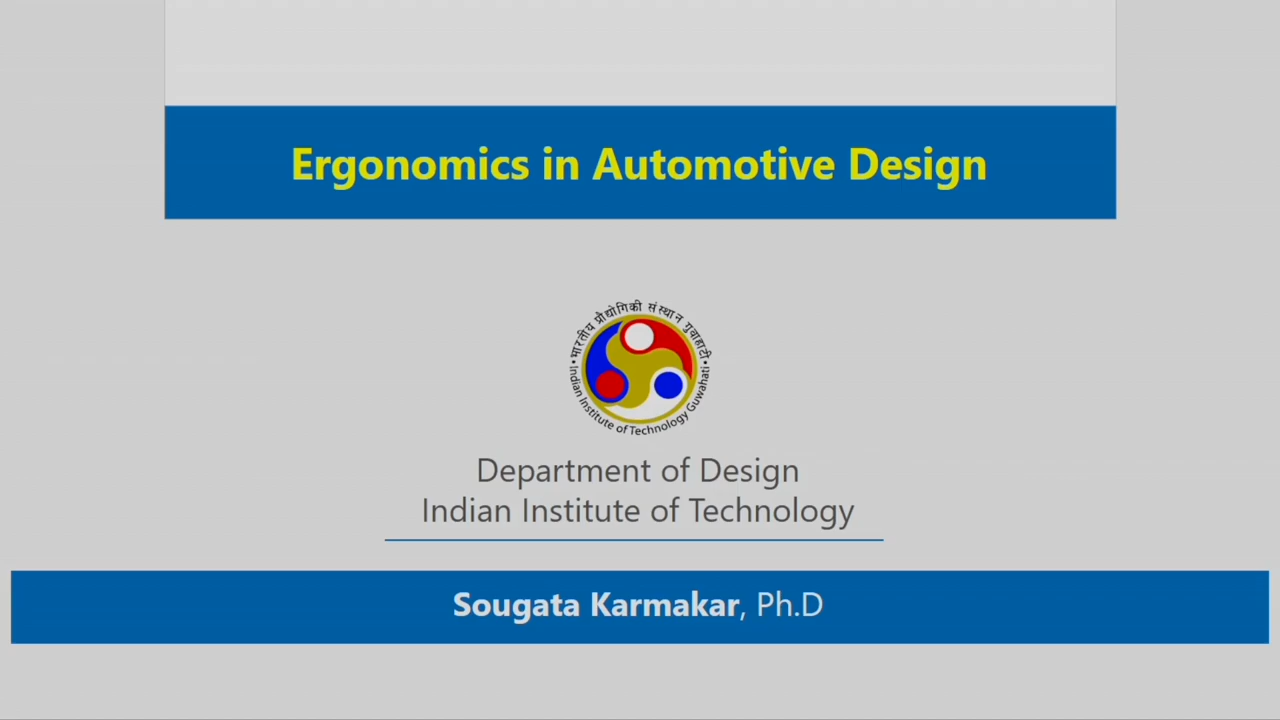 Ergonomics in Automotive Design
भारतीय प्रौद्योगिकी संस्थान गुवाहाटी
Indian Institute of Technology Guwahati
Department of Design
Indian Institute of Technology
Sougata Karmakar, Ph.D